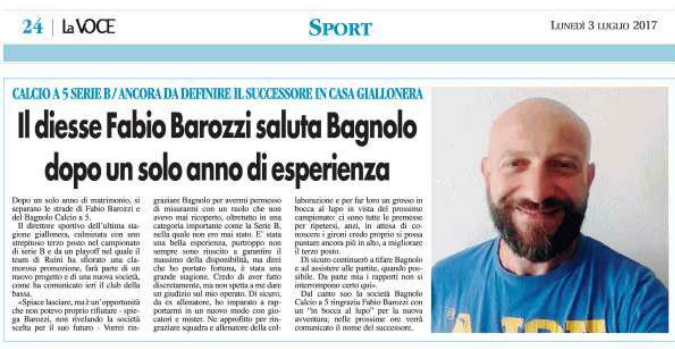 24 | LA VOCE
SPORT
LUNEDÌ 3 LUGLIO 2017
CALCIO A 5 SERIE B / ANCORA DA DEFINIRE IL SUCCESSORE IN CASA GIALLONERA
Il diesse Fabio Barozzi saluta Bagnolo
dopo un solo anno di esperienza
Dopo un solo anno di matrimonio, si
separano le strade di Fabio Barozzi e
del Bagnolo Calcio a 5.
Il direttore sportivo dell'ultima sta-
gione giallonera, culminata con uno
strepitoso terzo posto nel campionato
di serie B e da un playoff nel quale il
team di Ruini ha sfiorato una cla-
morosa promozione, farà parte di un
nuovo progetto e di una nuova società,
come ha comunicato ieri il club della
bassa.
«Spiace lasciare, ma è un'opportunità
che non potevo proprio rifiutare - spie-
ga Barozzi, non rivelando la società
scelta per il suo futuro - Vorrei rin-
graziare Bagnolo per avermi permesso
di misurarmi con un ruolo che non
avevo mai ricoperto, oltretutto in una
categoria importante come la Serie B,
nella quale non ero mai stato. E' stata
una bella esperienza, purtroppo non
sempre sono riuscito a garantire il
massimo della disponibilità, ma direi
che ho portato fortuna, è stata una
grande stagione. Credo di aver fatto
discretamente, ma non spetta a me dare
un giudizio sul mio operato. Di sicuro,
da ex allenatore, ho imparato a rap-
portarmi in un nuovo modo con gio-
catori e mister. Ne approfitto per rin-
graziare squadra e allenatore della col-
laborazione e per far loro un grosso in
bocca al lupo in vista del prossimo
campionato: ci sono tutte le premesse
per ripetersi, anzi, in attesa di co-
noscere i gironi credo proprio si possa
puntare ancora più in alto, a migliorare
il terzo posto.
Di sicuro continuerò a tifare Bagnolo
e ad assistere alle partite, quando pos-
sibile. Da parte mia i rapporti non si
interrompono certo qui».
Dal canto suo la società Bagnolo
Calcio a 5 ringrazia Fabio Barozzi con
un "in bocca al lupo" per la nuova
avventura; nelle prossime ore verrà
comunicato il nome del successore.